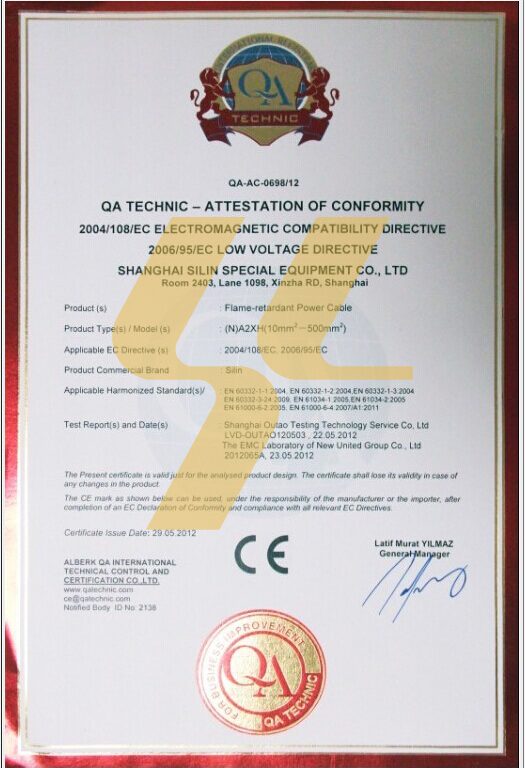 INTERNATIONAL REGISTRAR
QA
TECHNIC
QA-AC-0698/12
QA TECHNIC – ATTESTATION OF CONFORMITY
2004/108/EC ELECTROMAGNETIC COMPATIBILITY DIRECTIVE
2006/95/EC LOW VOLTAGE DIRECTIVE
SHANGHAI SILIN SPECIAL EQUIPMENT CO., LTD
Room 2403, Lane 1098, Xinzha RD, Shanghai
Product (s) : Flame-retardant Power Cable
Product Type(s) / Model (s) : (N)A2XH(10mm²－500mm²)
Applicable EC Directive (s) : 2004/108/EC, 2006/95/EC
Product Commercial Brand : Silin
Applicable Harmonized Standard(s)/ : EN 60332-1-1:2004, EN 60332-1-2:2004,EN 60332-1-3:2004
EN 60332-3-24:2009, EN 61034-1:2005,EN 61034-2:2005
EN 61000-6-2:2005, EN 61000-6-4:2007/A1:2011
Test Report(s) and Date(s) : Shanghai Outao Testing Technology Service Co, Ltd
LVD-OUTAO120503 , 22.05.2012
The EMC Laboratory of New United Group Co., Ltd
2012065A, 23.05.2012
The Present certificate is valid just for the analysed product design. The certificate shall lose its validity in case of
any changes in the product.
The CE mark as shown below can be used, under the responsibility of the manufacturer or the importer, after
completion of an EC Declaration of Conformity and compliance with all relevant EC Directives.
Certificate Issue Date: 29.05.2012
CE
Latif Murat YILMAZ
General Manager
ALBERK QA INTERNATIONAL
TECHNICAL CONTROL AND
CERTIFICATION CO.,LTD.
www.qatechnic.com
ce@qatechnic.com
Notified Body ID No: 2138
FOR BUSINESS IMPROVEMENT
QA
QA TECHNIC